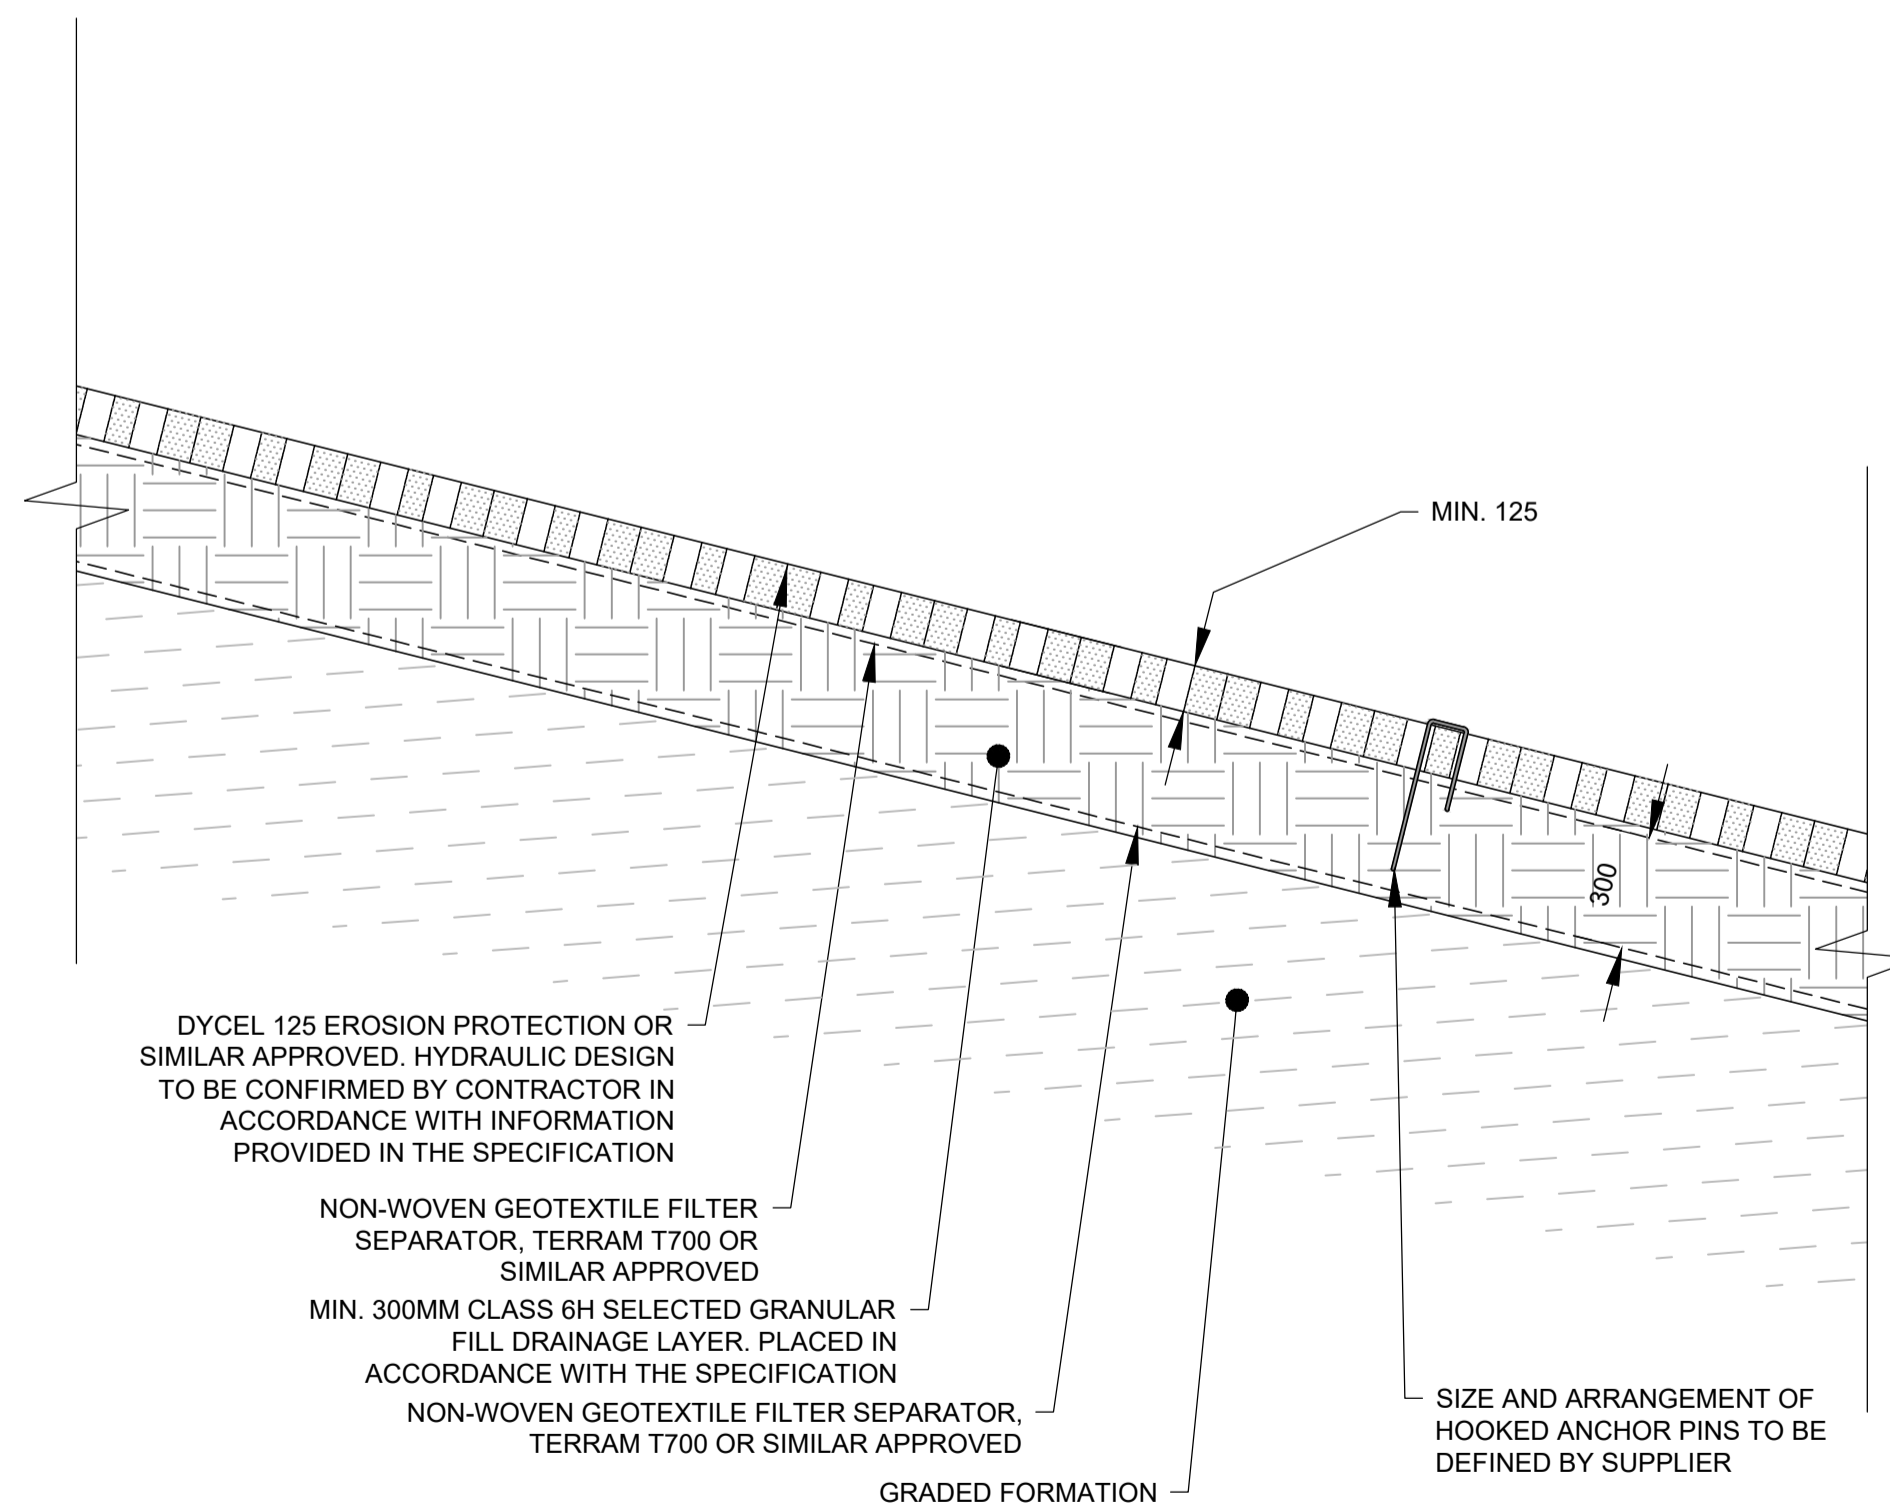 MIN. 125
300
DYCEL 125 EROSION PROTECTION OR
SIMILAR APPROVED. HYDRAULIC DESIGN
TO BE CONFIRMED BY CONTRACTOR IN
ACCORDANCE WITH INFORMATION
PROVIDED IN THE SPECIFICATION
NON-WOVEN GEOTEXTILE FILTER
SEPARATOR, TERRAM T700 OR
SIMILAR APPROVED
MIN. 300MM CLASS 6H SELECTED GRANULAR
FILL DRAINAGE LAYER. PLACED IN
ACCORDANCE WITH THE SPECIFICATION
NON-WOVEN GEOTEXTILE FILTER SEPARATOR,
TERRAM T700 OR SIMILAR APPROVED
GRADED FORMATION
SIZE AND ARRANGEMENT OF
HOOKED ANCHOR PINS TO BE
DEFINED BY SUPPLIER